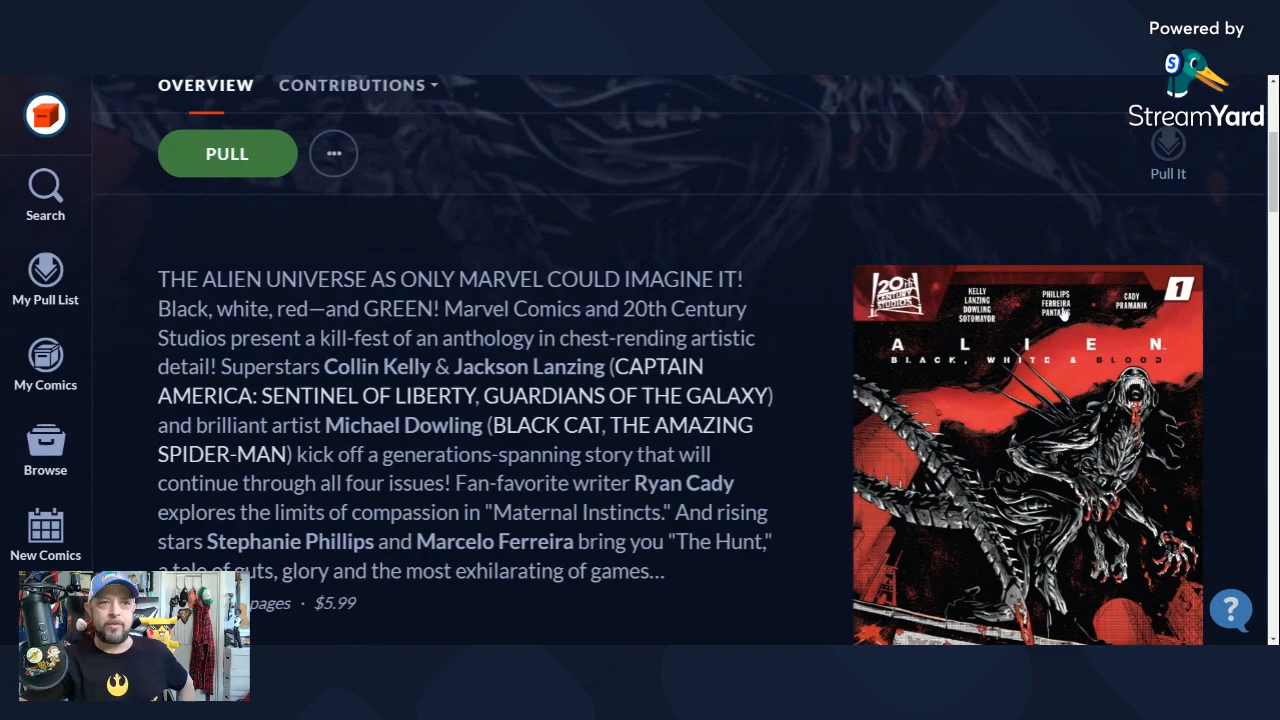 Powered by
S
StreamYard
OVERVIEW CONTRIBUTIONS
PULL
Pull It
Search
My Pull List
My Comics
Browse
New Comics
THE ALIEN UNIVERSE AS ONLY MARVEL COULD IMAGINE IT!
Black, white, red—and GREEN! Marvel Comics and 20th Century
Studios present a kill-fest of an anthology in chest-rending artistic
detail! Superstars Collin Kelly & Jackson Lanzing (CAPTAIN
AMERICA: SENTINEL OF LIBERTY, GUARDIANS OF THE GALAXY)
and brilliant artist Michael Dowling (BLACK CAT, THE AMAZING
SPIDER-MAN) kick off a generations-spanning story that will
continue through all four issues! Fan-favorite writer Ryan Cady
explores the limits of compassion in "Maternal Instincts." And rising
stars Stephanie Phillips and Marcelo Ferreira bring you "The Hunt,"
a tale of guts, glory and the most exhilarating of games...
pages · $5.99
20th
CENTURY
STUDIOS
KELLY
LANZING
DOWLING
SOTOMAYOR
PHILLIPS
FERREIRA
CADY
PRAMANIK
1
ALIEN
BLACK, WHITE & BLOOD
?